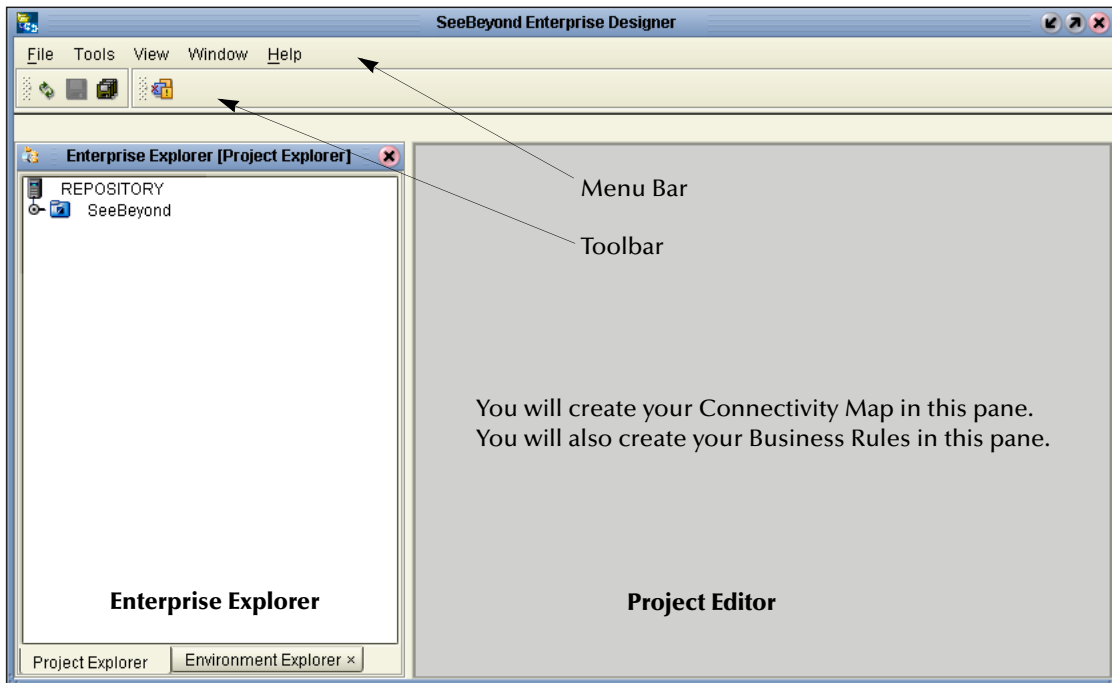 SeeBeyond Enterprise Designer
File Tools View Window Help
Enterprise Explorer [Project Explorer]
REPOSITORY
SeeBeyond
Menu Bar
Toolbar
You will create your Connectivity Map in this pane.
You will also create your Business Rules in this pane.
Enterprise Explorer
Project Editor
Project Explorer
Environment Explorer ×